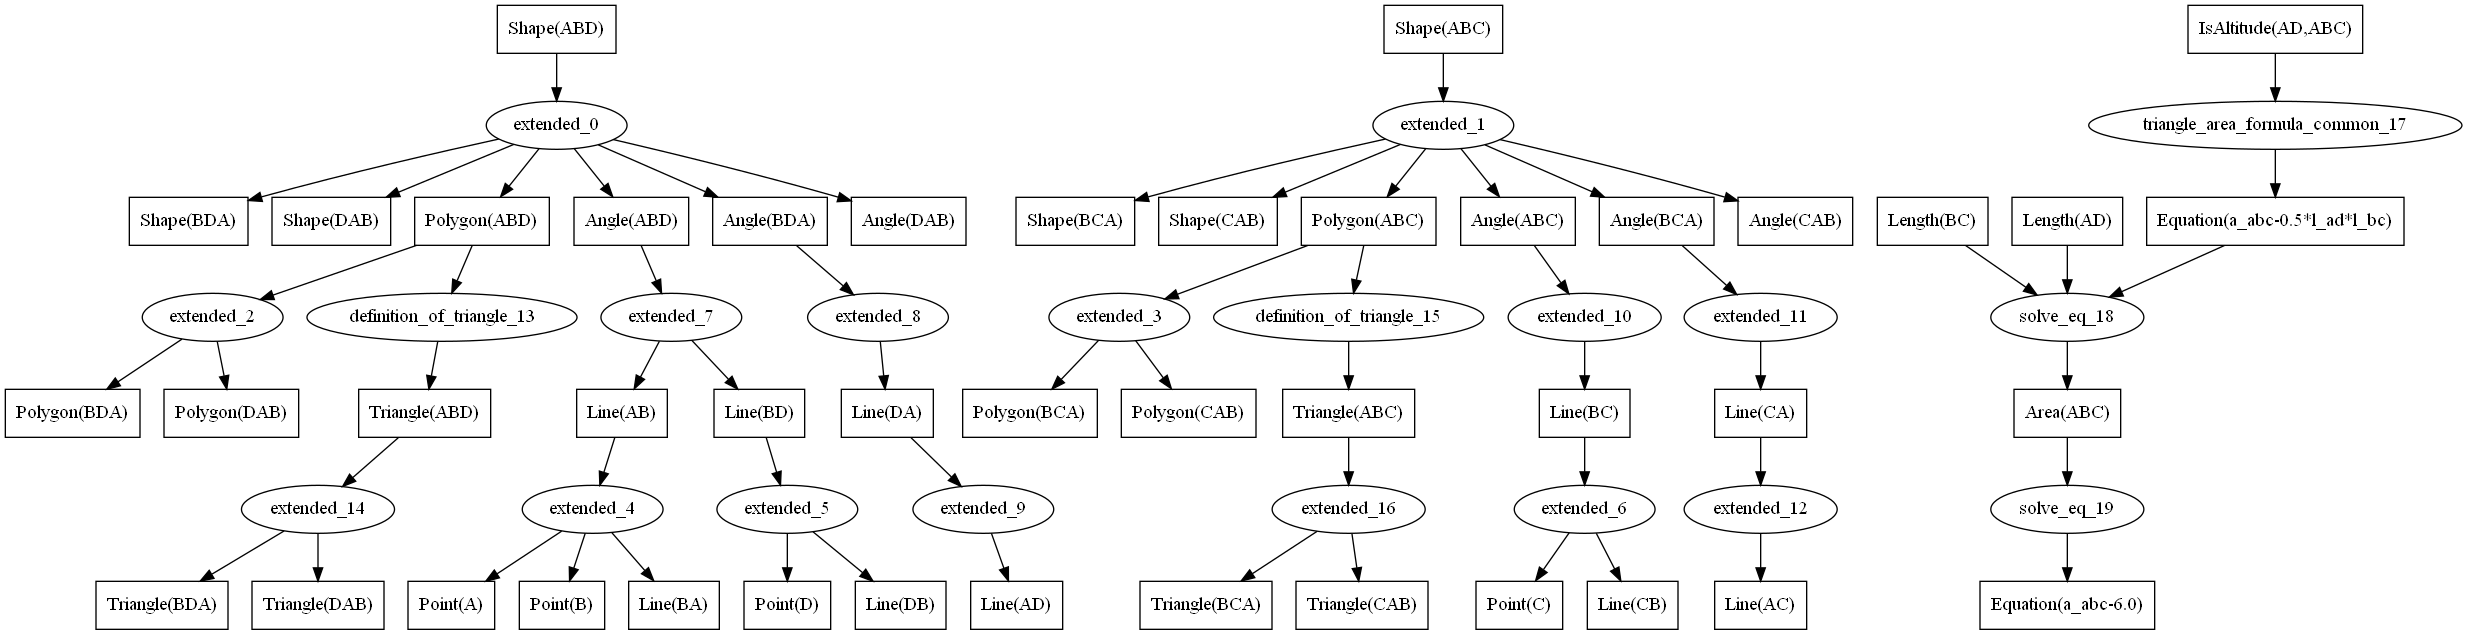 Shape(ABD)
Shape(ABC)
IsAltitude(AD,ABC)
extended_0
extended_1
triangle_area_formula_common_17
Shape(BDA)
Shape(DAB)
Polygon(ABD)
Angle(ABD)
Angle(BDA)
Angle(DAB)
Shape(BCA)
Shape(CAB)
Polygon(ABC)
Angle(ABC)
Angle(BCA)
Angle(CAB)
Length(BC)
Length(AD)
Equation(a_abc-0.5*l_ad*l_bc)
extended_2
definition_of_triangle_13
extended_7
extended_8
extended_3
definition_of_triangle_15
extended_10
extended_11
solve_eq_18
Polygon(BDA)
Polygon(DAB)
Triangle(ABD)
Line(AB)
Line(BD)
Line(DA)
Polygon(BCA)
Polygon(CAB)
Triangle(ABC)
Line(BC)
Line(CA)
Area(ABC)
extended_14
extended_4
extended_5
extended_9
extended_16
extended_6
extended_12
solve_eq_19
Triangle(BDA)
Triangle(DAB)
Point(A)
Point(B)
Line(BA)
Point(D)
Line(DB)
Line(AD)
Triangle(BCA)
Triangle(CAB)
Point(C)
Line(CB)
Line(AC)
Equation(a_abc-6.0)